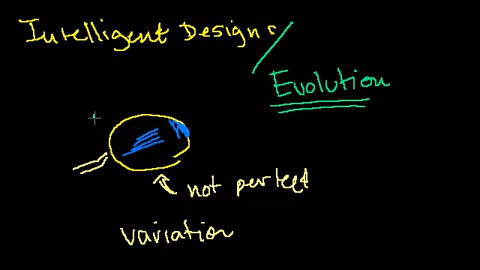 Intelligent Design
Evolution
not perfect
variation